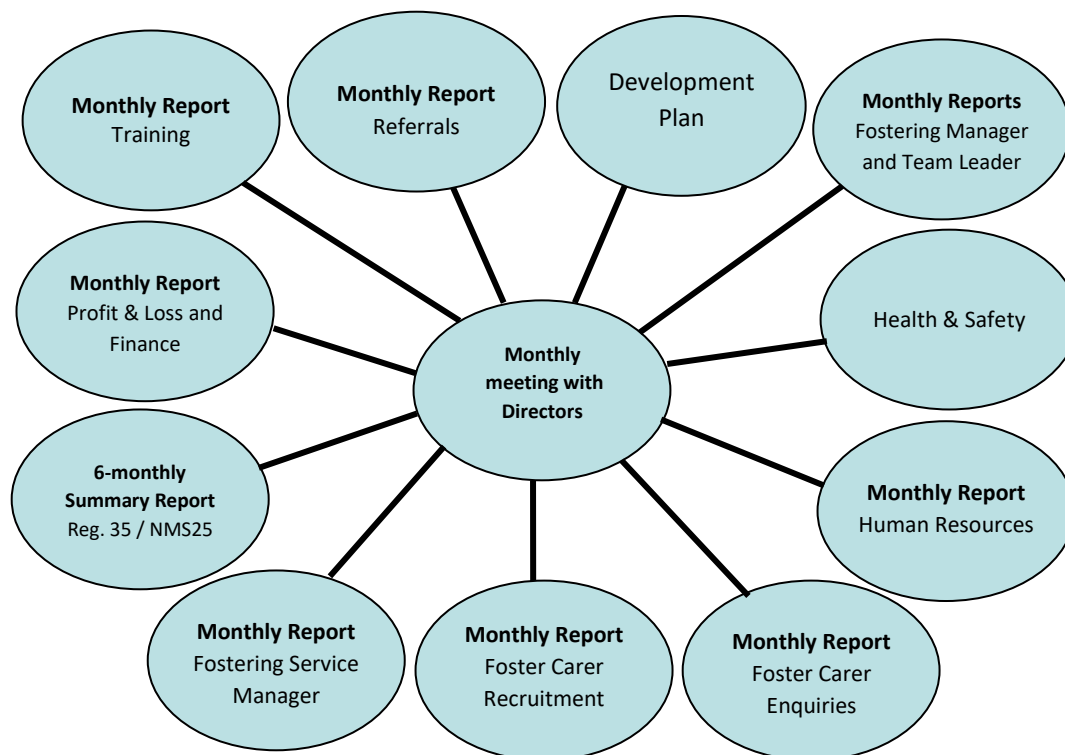 Monthly Report
Training
Monthly Report
Referrals
Development
Plan
Monthly Reports
Fostering Manager
and Team Leader
Monthly Report
Profit & Loss and
Finance
Health & Safety
Monthly
meeting with
Directors
6-monthly
Summary Report
Reg. 35 / NMS25
Monthly Report
Human Resources
Monthly Report
Fostering Service
Manager
Monthly Report
Foster Carer
Recruitment
Monthly Report
Foster Carer
Enquiries